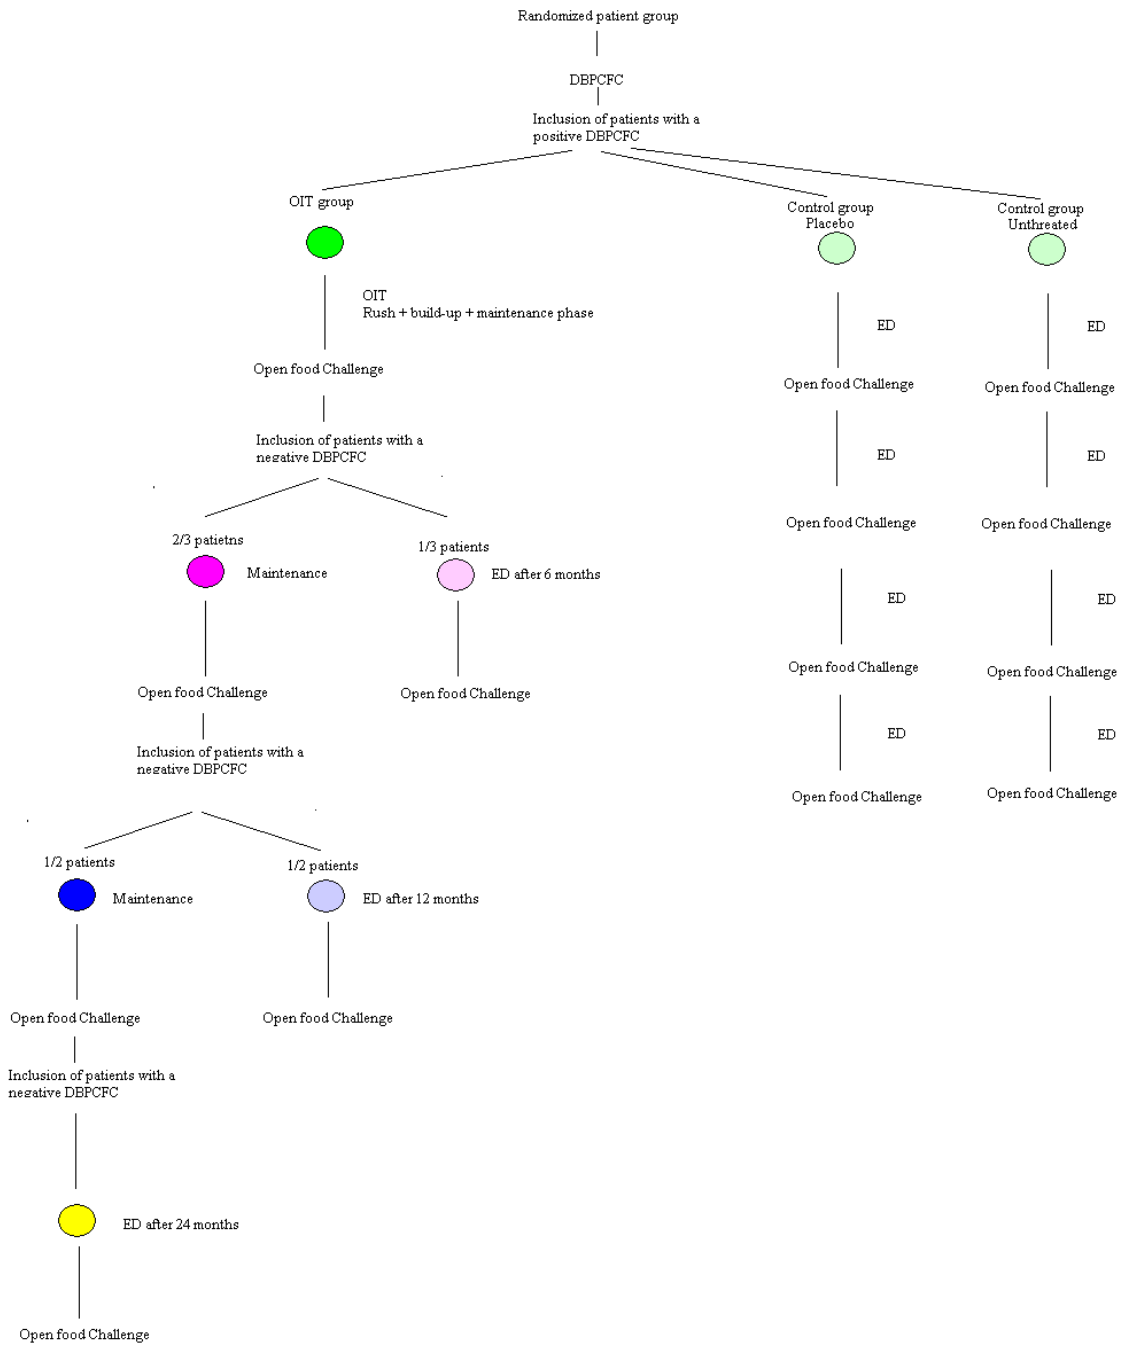 Randomized patient group
DBPCFC
Inclusion of patients with a
positive DBPCFC
OIT group
Control group
Placebo
Control group
Unthreated
OIT
Rush + build-up + maintenance phase
ED
ED
Open food Challenge
Open food Challenge
Open food Challenge
Inclusion of patients with a
negative DBPCFC
ED
ED
Open food Challenge
Open food Challenge
2/3 patietns
1/3 patients
Maintenance
ED after 6 months
ED
ED
Open food Challenge
Open food Challenge
Open food Challenge
Open food Challenge
Inclusion of patients with a
negative DBPCFC
ED
ED
Open food Challenge
Open food Challenge
1/2 patients
1/2 patients
Maintenance
ED after 12 months
Open food Challenge
Open food Challenge
Inclusion of patients with a
negative DBPCFC
ED after 24 months
Open food Challenge